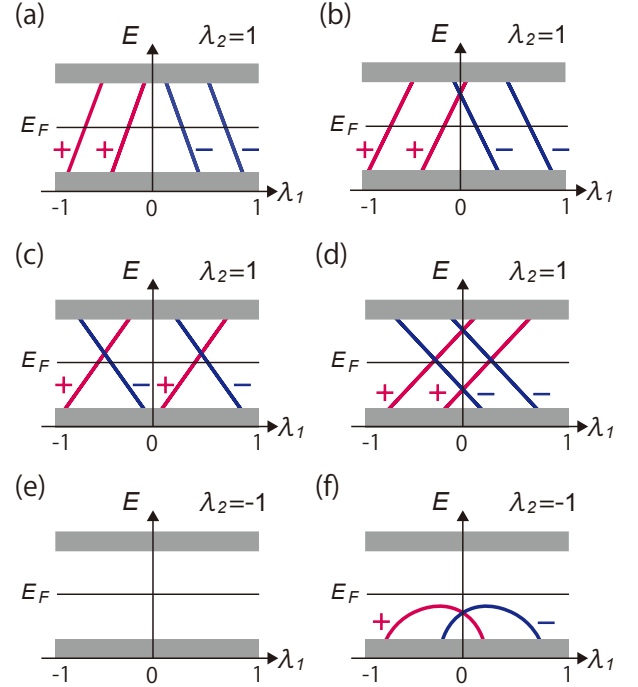 (a) E λ2=1
EF
+ + − −
-1 0 1 λ1
(b) E λ2=1
EF
+ + − −
-1 0 1 λ1
(c) E λ2=1
EF
+ − + −
-1 0 1 λ1
(d) E λ2=1
EF
+ + − −
-1 0 1 λ1
(e) E λ2=-1
EF
-1 0 1 λ1
(f) E λ2=-1
EF
+ −
-1 0 1 λ1